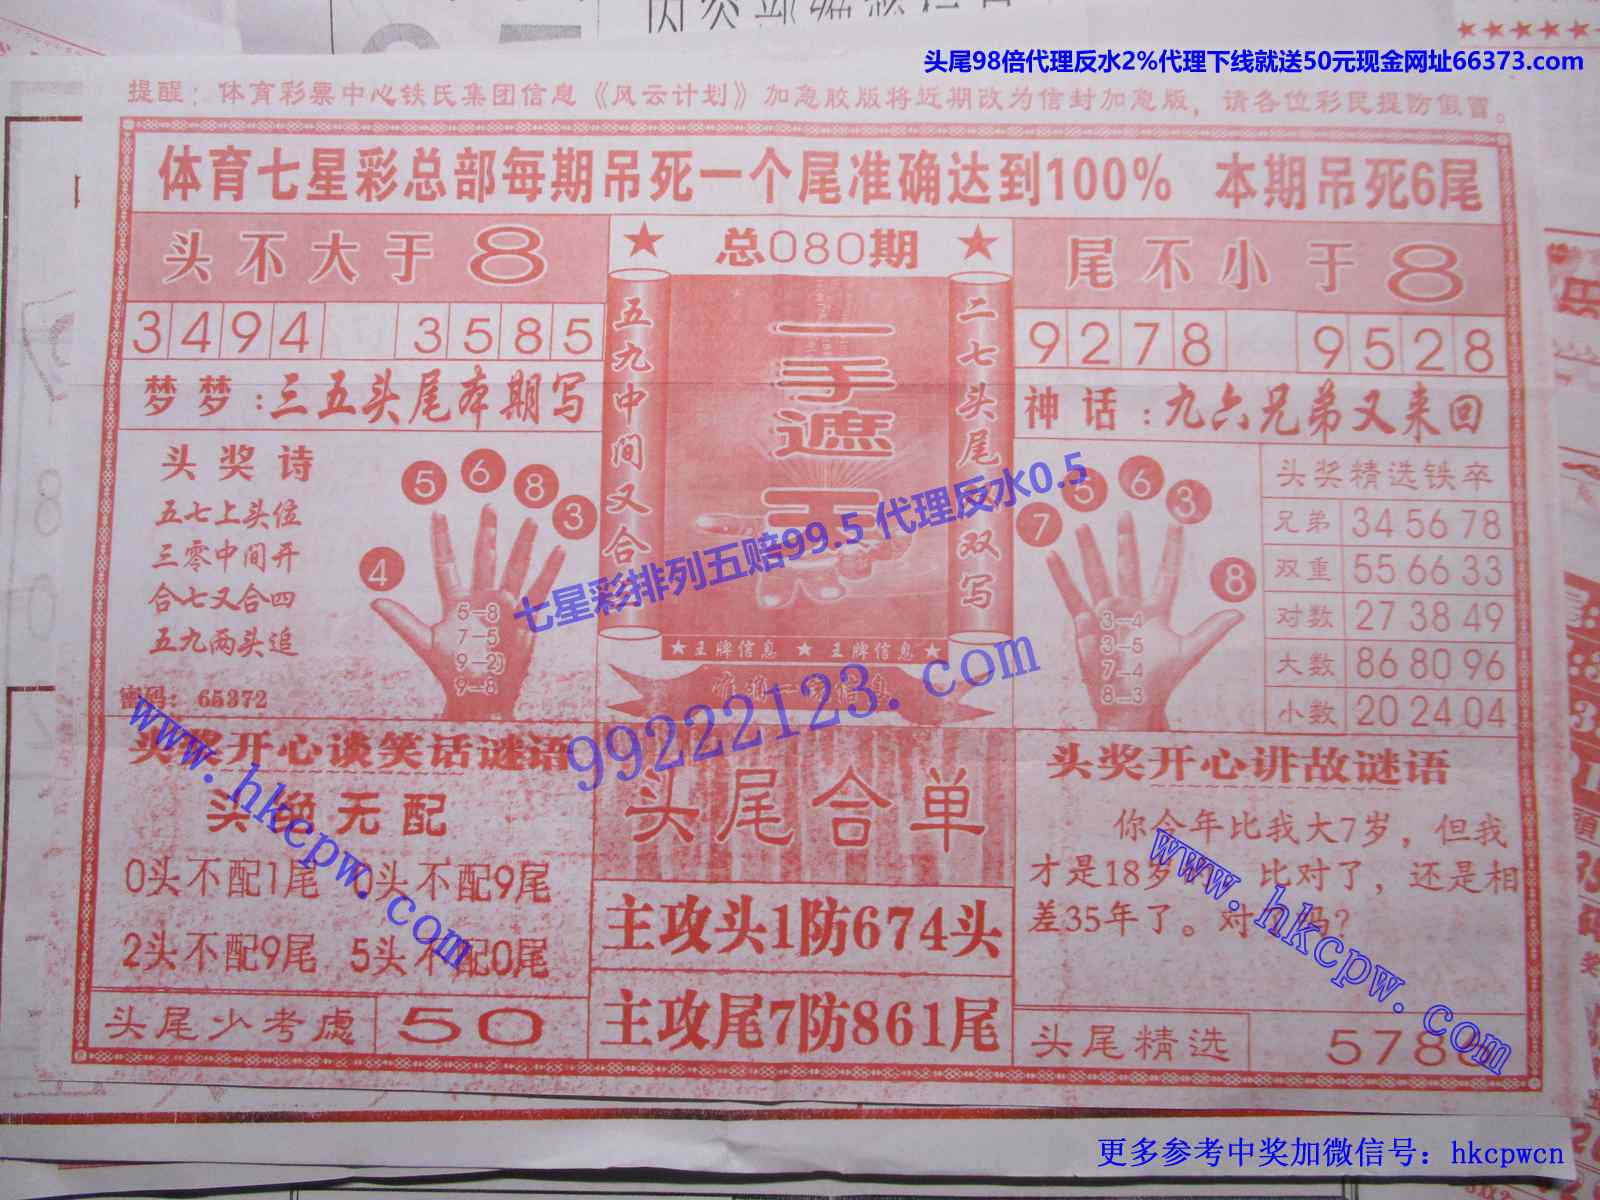 头尾98倍代理反水2%代理下线就送50元现金网址66373.com
提醒：体育彩票中心铁氏集团信息《风云计划》加急胶版将近期改为信封加急版，请各位彩民提防假冒。
体育七星彩总部每期吊死一个尾准确达到100% 本期吊死6尾
头不大于8
总080期
尾不小于8
3494 3585
9278 9528
梦梦：三五头尾本期写
神话：九六兄弟又来回
五九中间又合
一手遮天
二七头尾双写
头奖诗
五七上头位
三零中间开
合七又合四
五九两头追
密码：65372
4 5 6 8 3
5-8
7-5
9-2
9-8
七星彩排列五赔99.5 代理反水0.5
★王牌信息 ★ 王牌信息★
7 5 6 3 8
3-4
3-5
7-4
8-3
头奖精选铁卒
兄弟 34 56 78
双重 55 66 33
对数 27 38 49
大数 86 80 96
小数 20 24 04
99222123.com
www.hkcpw.com
头奖开心谈笑话谜语
头绝无配
0头不配1尾 头不配9尾
2头不配9尾 5头不配0尾
头尾少考虑 50
头尾合单
主攻头1防674头
主攻尾7防861尾
头奖开心讲故谜语
你今年比我大7岁，但我
才是18岁 比对了，还是相
差35年了。对 吗？
www.hkcpw.com
头尾精选 578
更多参考中奖加微信号：hkcpwcn